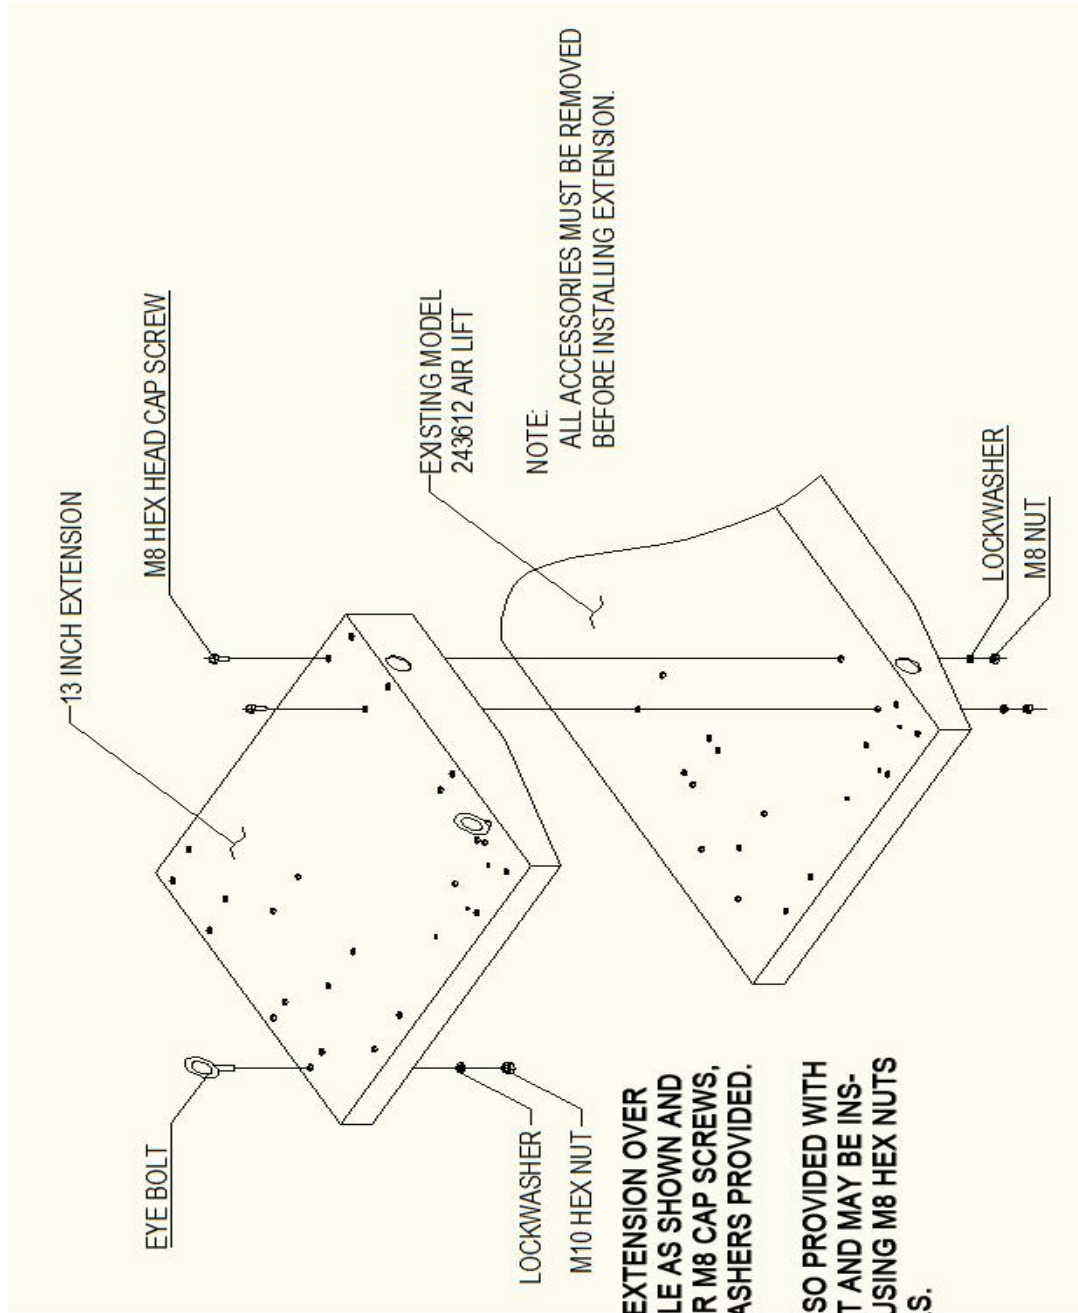 13 INCH EXTENSION
M8 HEX HEAD CAP SCREW
EXISTING MODEL
243612 AIR LIFT
NOTE:
ALL ACCESSORIES MUST BE REMOVED
BEFORE INSTALLING EXTENSION.
EYE BOLT
LOCKWASHER
M10 HEX NUT
LOCKWASHER
M8 NUT
EXTENSION OVER
LE AS SHOWN AND
R M8 CAP SCREWS,
ASHERS PROVIDED.
SO PROVIDED WITH
T AND MAY BE INS-
USING M8 HEX NUTS
S.